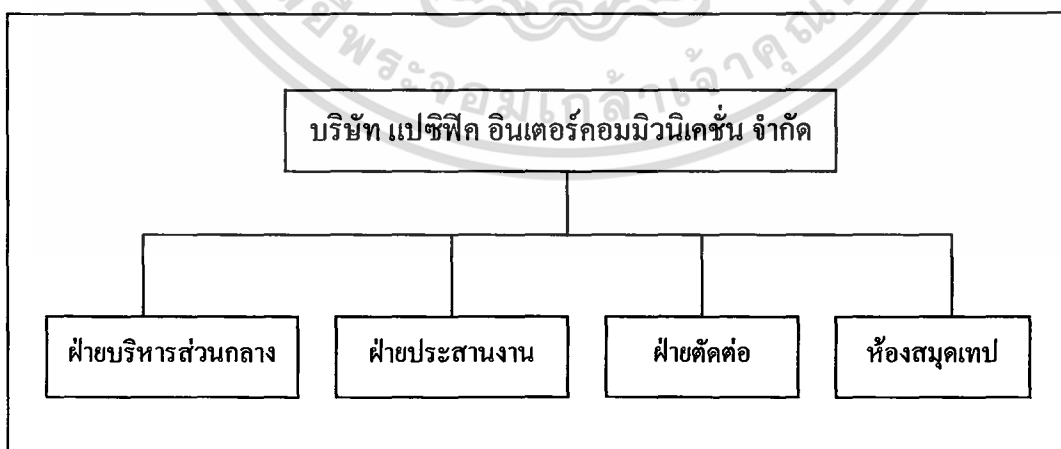 บริษัท แปซิฟิค อินเตอร์คอมมิวนิเคชั่น จำกัด
ฝ่ายบริหารส่วนกลาง
ฝ่ายประสานงาน
ฝ่ายตัดต่อ
ห้องสมุดเทป